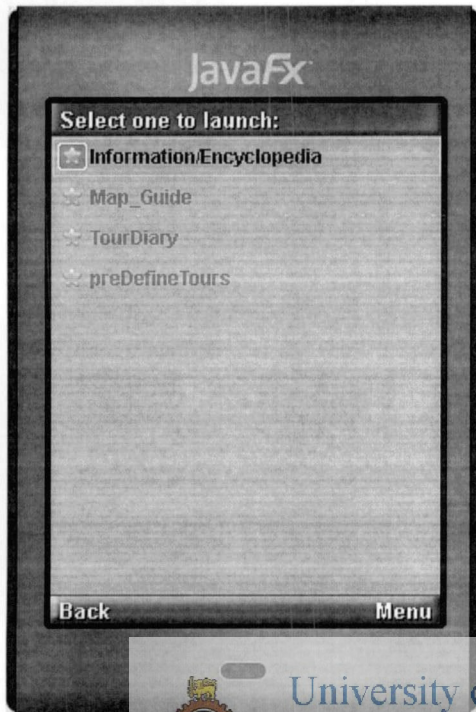 JavaFx
Select one to launch:
Information/Encyclopedia
Map_Guide
TourDiary
preDefineTours
Back
Menu
University